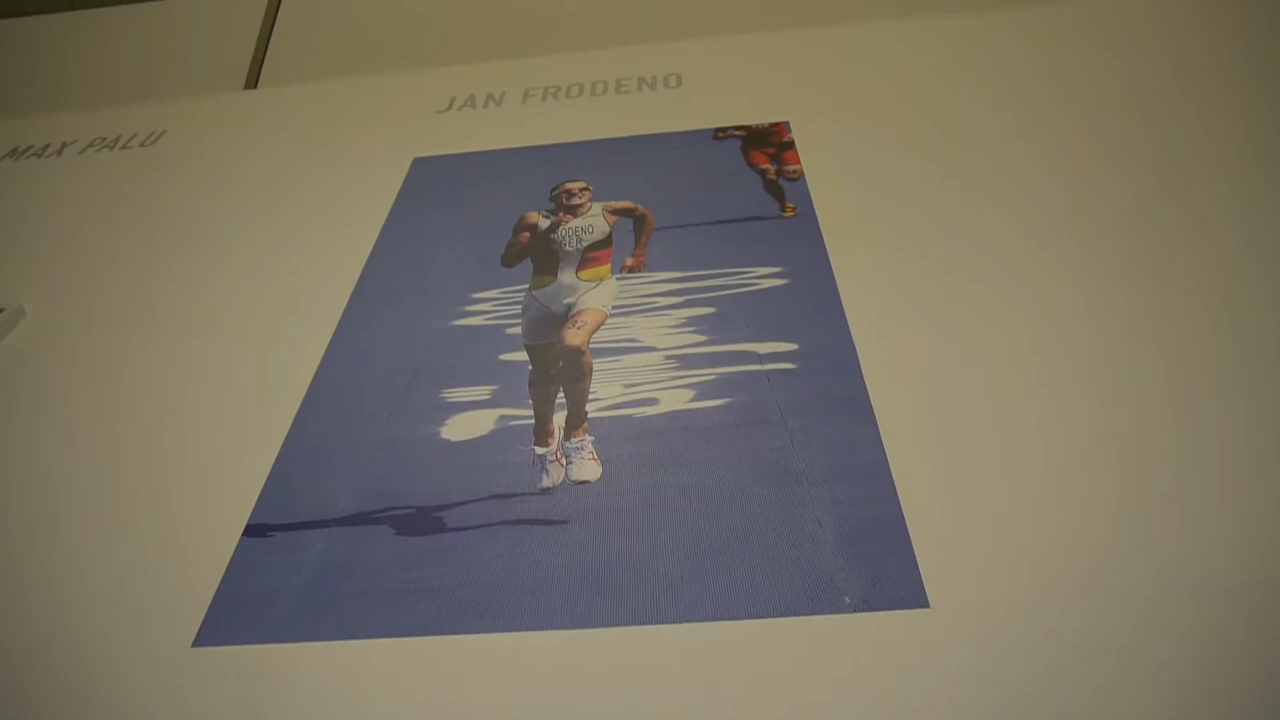 JAN FRODENO
MAX PALU
RODENO
GER
32